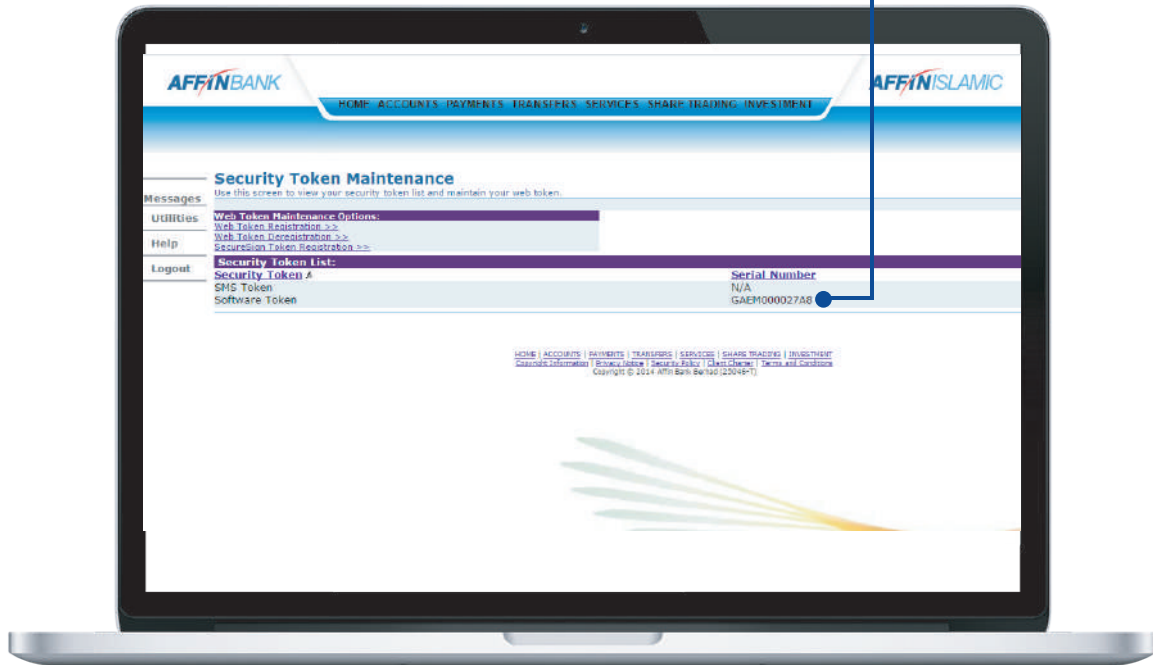 AFFINBANK
AFFINISLAMIC
HOME ACCOUNTS PAYMENTS TRANSFERS SERVICES SHARE TRADING INVESTMENT
Security Token Maintenance
Use this screen to view your security token list and maintain your web token.
Messages
Utilities
Help
Logout
Web Token Maintenance Options:
Web Token Registration >>
Web Token Deregistration >>
SecureSign Token Registration >>
Security Token List:
Security Token Serial Number
SMS Token N/A
Software Token GAEM000027A8
HOME | ACCOUNTS | PAYMENTS | TRANSFERS | SERVICES | SHARE TRADING | INVESTMENT
Copyright Information | Privacy Notice | Security Policy | Client Charter | Terms and Conditions
Copyright © 2014 Affin Bank Berhad (25046-T)